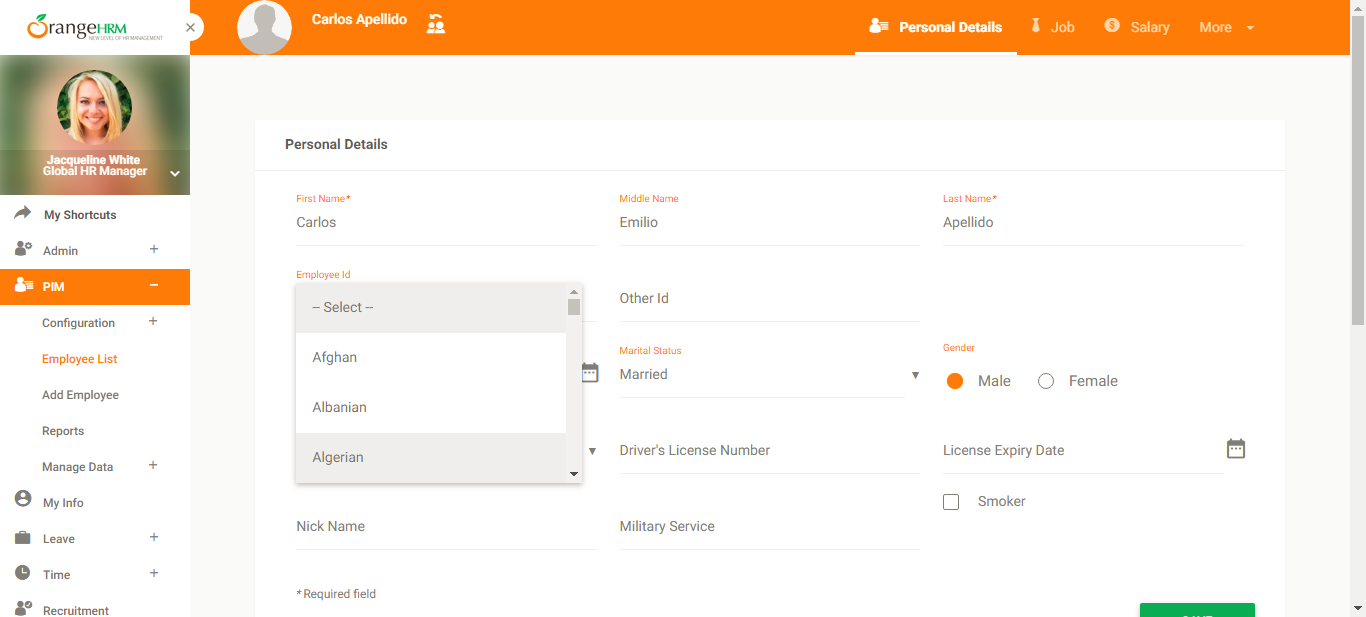 OrangeHRM
NEW LEVEL OF HR MANAGEMENT
Carlos Apellido
Personal Details
Job
Salary
More
Jacqueline White
Global HR Manager
My Shortcuts
Admin
PIM
Configuration
Employee List
Add Employee
Reports
Manage Data
My Info
Leave
Time
Recruitment
Personal Details
First Name*
Middle Name
Last Name*
Carlos
Emilio
Apellido
Employee Id
-- Select --
Afghan
Albanian
Algerian
Other Id
Marital Status
Married
Gender
Male
Female
Driver's License Number
License Expiry Date
Smoker
Nick Name
Military Service
* Required field